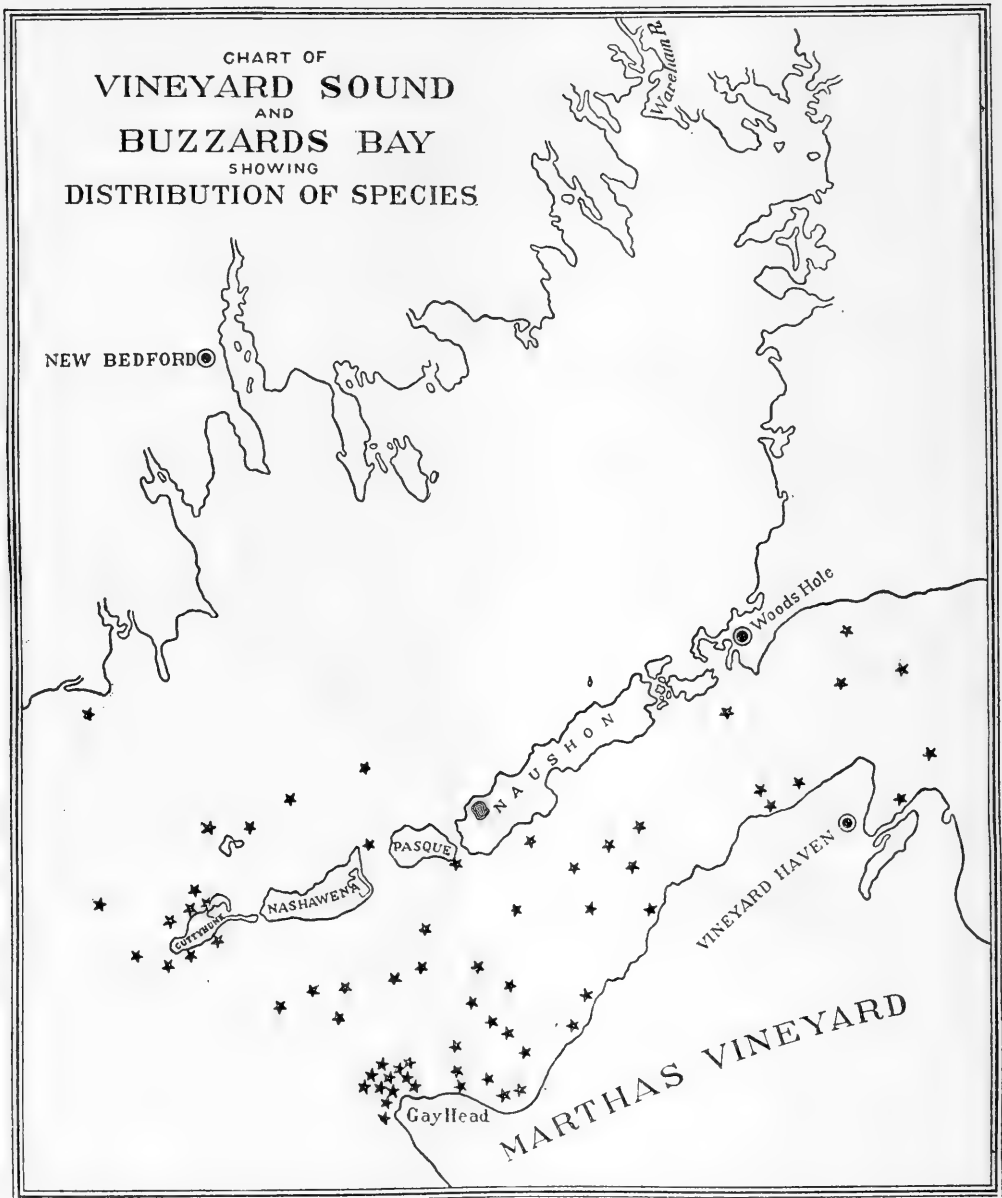 CHART OF
VINEYARD SOUND
AND
BUZZARDS BAY
SHOWING
DISTRIBUTION OF SPECIES
Wareham R.
NEW BEDFORD
Woods Hole
NAUSHON
PASQUE
NASHAWENA
CUTTYHUNK
VINEYARD HAVEN
MARTHAS VINEYARD
Gay Head